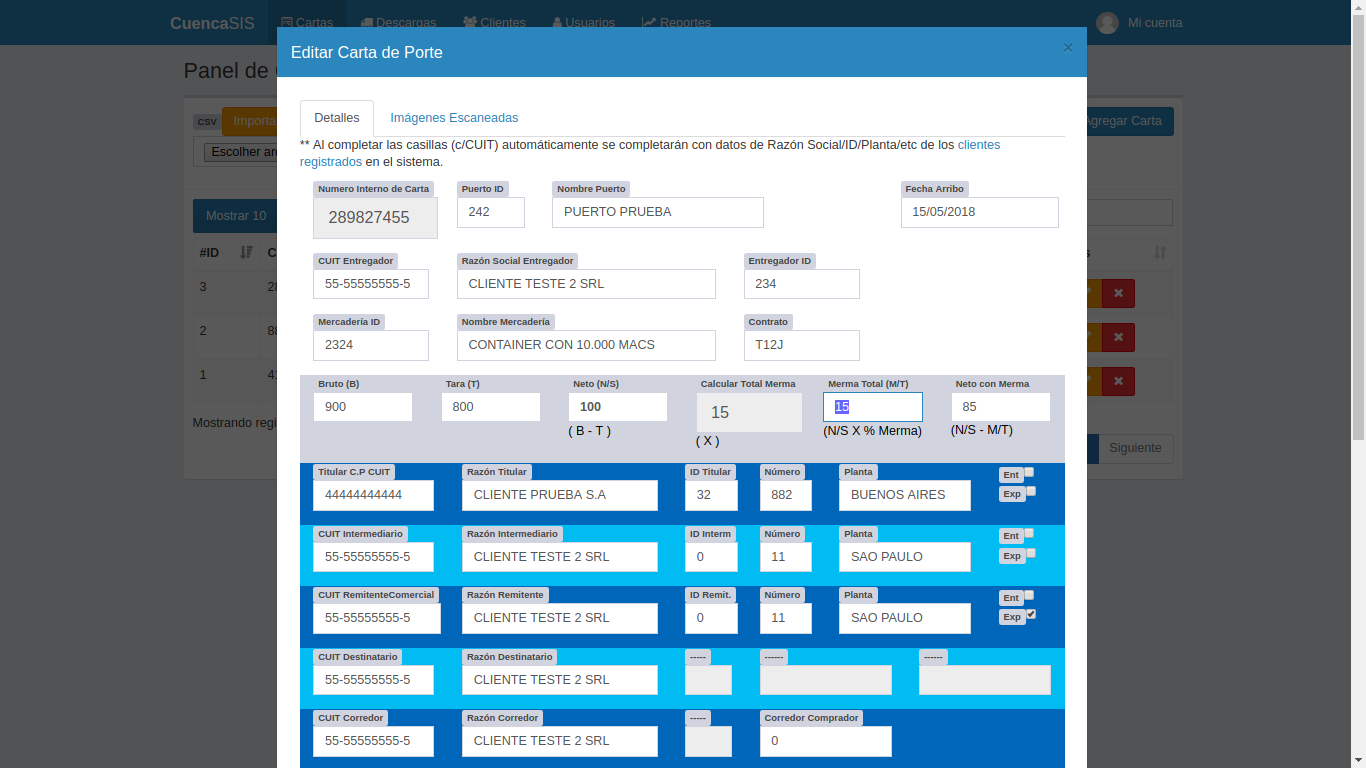 CuencaSIS Cartas Descargas Clientes Usuarios Reportes Mi cuenta
Editar Carta de Porte ×
Panel de
Detalles Imágenes Escaneadas
CSV Importa Agregar Carta
** Al completar las casillas (c/CUIT) automáticamente se completarán con datos de Razón Social/ID/Planta/etc de los clientes
Escolher ar
registrados en el sistema.
Numero Interno de Carta Puerto ID Nombre Puerto Fecha Arribo
289827455 242 PUERTO PRUEBA 15/05/2018
Mostrar 10
#ID C s
CUIT Entregador Razón Social Entregador Entregador ID
55-55555555-5 CLIENTE TESTE 2 SRL 234
3 28
Mercadería ID Nombre Mercadería Contrato
2 88
2324 CONTAINER CON 10.000 MACS T12J
1 41
Bruto (B) Tara (T) Neto (N/S) Calcular Total Merma Merma Total (M/T) Neto con Merma
900 800 100 15 15 85
Mostrando regi
( B - T ) ( X ) (N/S X % Merma) (N/S - M/T)
Siguiente
Titular C.P CUIT Razón Titular ID Titular Número Planta Ent
44444444444 CLIENTE PRUEBA S.A 32 882 BUENOS AIRES Exp
CUIT Intermediario Razón Intermediario ID Interm Número Planta Ent
55-55555555-5 CLIENTE TESTE 2 SRL 0 11 SAO PAULO Exp
CUIT RemitenteComercial Razón Remitente ID Remit. Número Planta Ent
55-55555555-5 CLIENTE TESTE 2 SRL 0 11 SAO PAULO Exp
CUIT Destinatario Razón Destinatario ----- ------ ------
55-55555555-5 CLIENTE TESTE 2 SRL
CUIT Corredor Razón Corredor ----- Corredor Comprador
55-55555555-5 CLIENTE TESTE 2 SRL 0